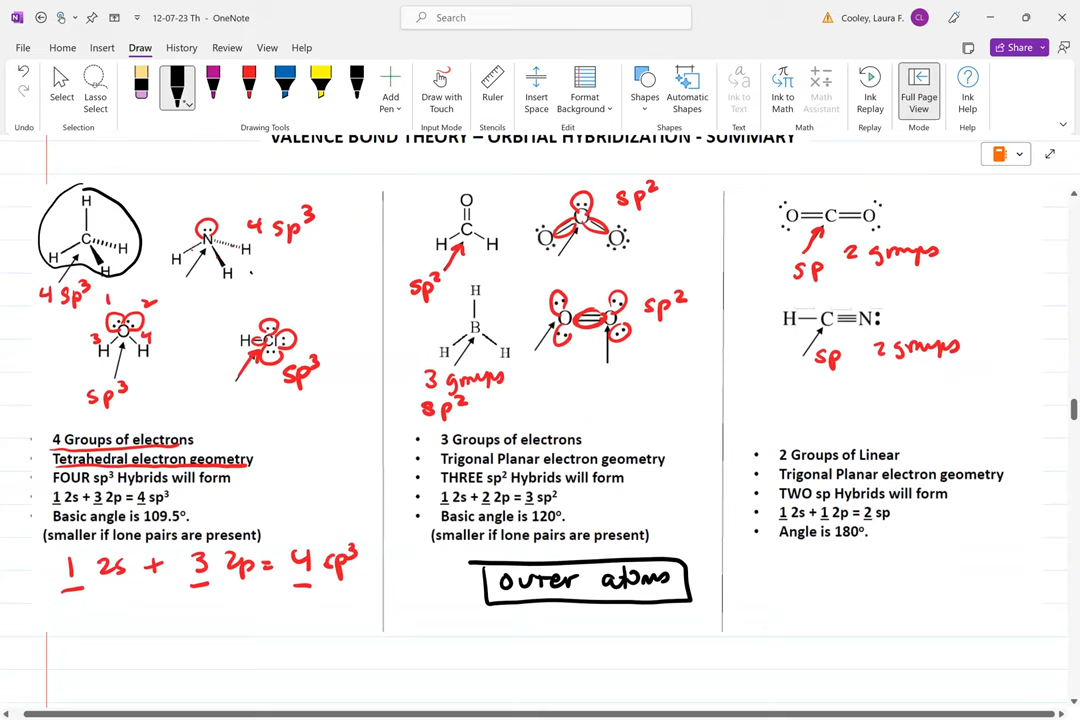 12-07-23 Th - OneNote
Search
Cooley, Laura F.
CL
File Home Insert Draw History Review View Help
Share
Undo
Select
Lasso Select
Selection
Drawing Tools
Add Pen
Draw with Touch
Input Mode
Ruler
Stencils
Insert Space
Format Background
Edit
Shapes
Automatic Shapes
Shapes
Ink to Text
Text
Ink to Math
Math Assistant
Math
Ink Replay
Replay
Full Page View
Mode
Ink Help
Help
VALENCE BOND THEORY – ORBITAL HYBRIDIZATION - SUMMARY
H
C
H
H
H
4 sp³
N
H
H
H
4 sp³
1 2
3 O 4
H H
sp³
H–Cl:
sp³
4 Groups of electrons
Tetrahedral electron geometry
FOUR sp³ Hybrids will form
1 2s + 3 2p = 4 sp³
Basic angle is 109.5°.
(smaller if lone pairs are present)
1 2s + 3 2p = 4 sp³
O
C
H H
sp²
sp²
O
O O
H
B
H H
3 groups
sp²
O=O
sp²
• 3 Groups of electrons
• Trigonal Planar electron geometry
• THREE sp² Hybrids will form
• 1 2s + 2 2p = 3 sp²
• Basic angle is 120°.
(smaller if lone pairs are present)
outer atoms
O=C=O
sp 2 groups
H–C≡N:
sp 2 groups
• 2 Groups of Linear
• Trigonal Planar electron geometry
• TWO sp Hybrids will form
• 1 2s + 1 2p = 2 sp
• Angle is 180°.